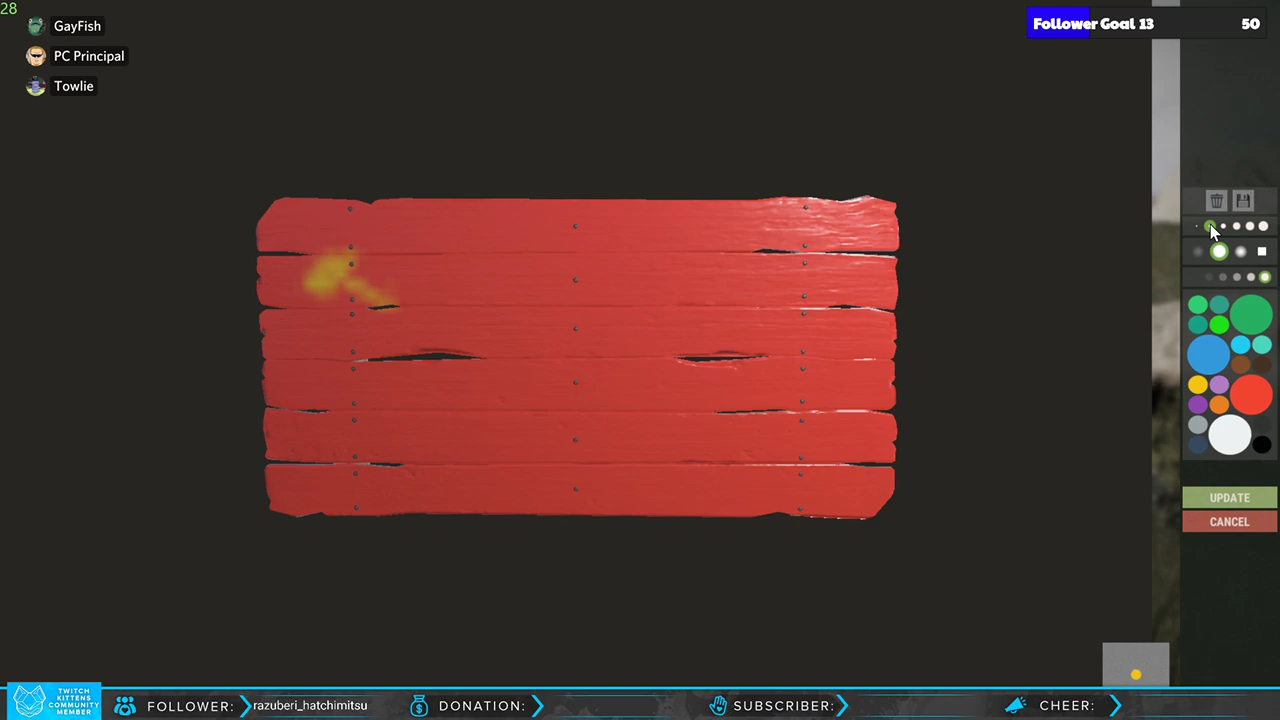 28
GayFish
PC Principal
Towlie
Follower Goal 13 50
UPDATE
CANCEL
TWITCH
KITTENS
COMMUNITY
MEMBER
FOLLOWER: razuberi_hatchimitsu
DONATION:
SUBSCRIBER:
CHEER: